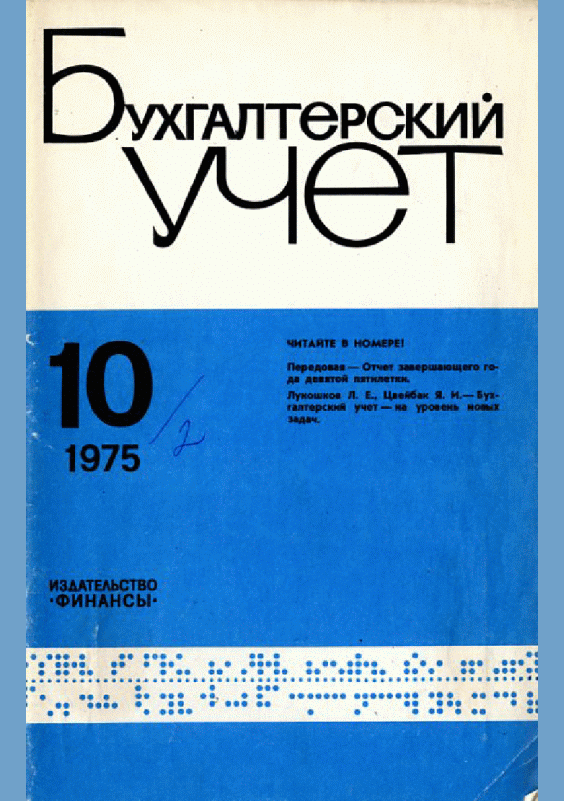 Бухгалтерский
учет
10
/2
1975
ЧИТАЙТЕ В НОМЕРЕ!
Передовая — Отчет завершающего го-
да девятой пятилетки.
Лукошков Л. Е., Цвейбак Я. И.— Бух-
галтерский учет — на уровень новых
задач.
ИЗДАТЕЛЬСТВО
·ФИНАНСЫ·